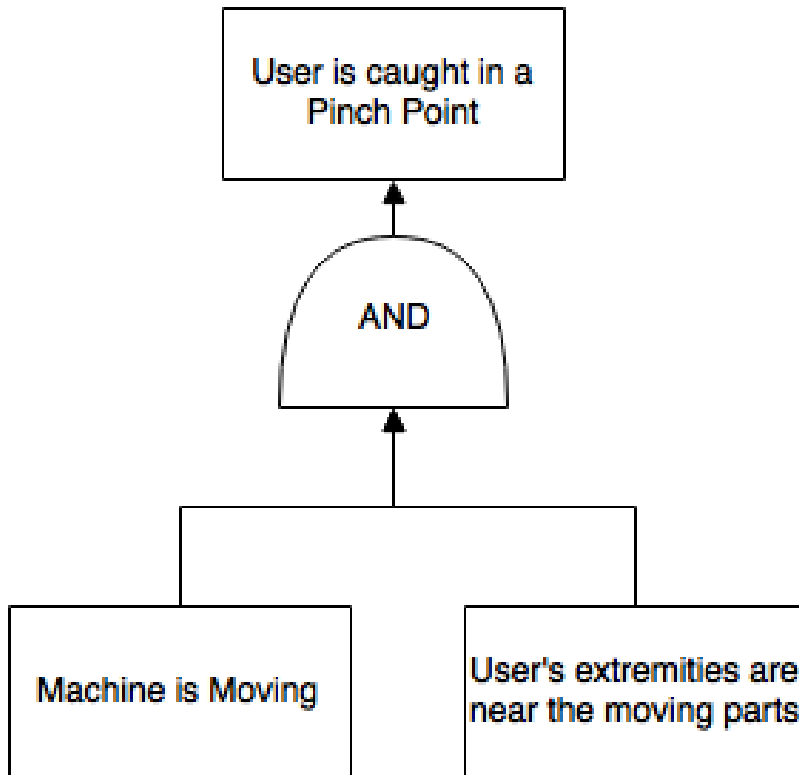 User is caught in a
Pinch Point
AND
Machine is Moving
User's extremities are
near the moving parts